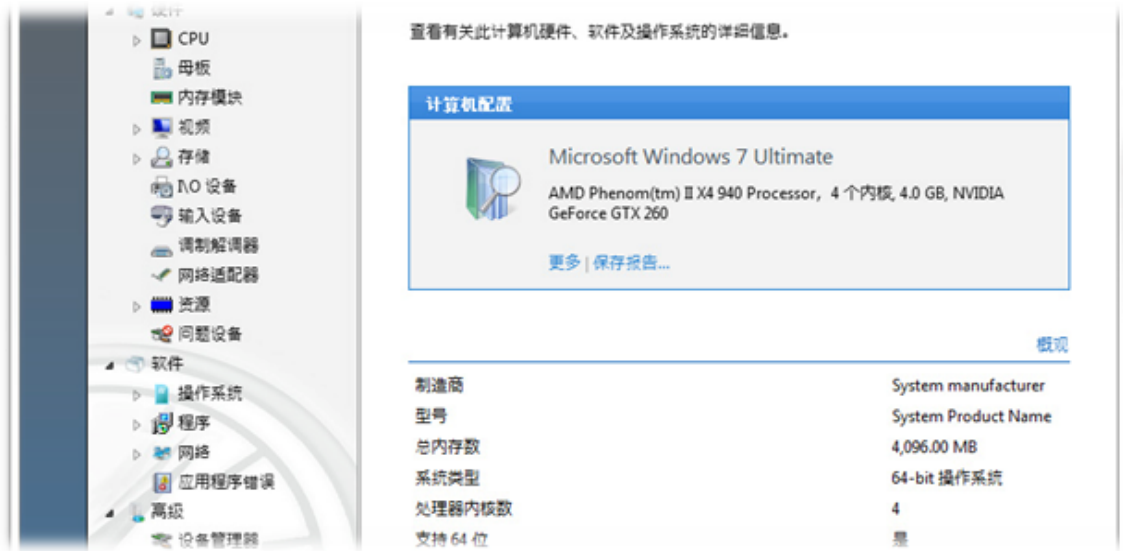 硬件
CPU
母板
内存模块
视频
存储
I\O 设备
输入设备
调制解调器
网络适配器
资源
问题设备
软件
操作系统
程序
网络
应用程序错误
高级
设备管理器
查看有关此计算机硬件、软件及操作系统的详细信息。
计算机配置
Microsoft Windows 7 Ultimate
AMD Phenom(tm) II X4 940 Processor, 4 个内核, 4.0 GB, NVIDIA
GeForce GTX 260
更多 | 保存报告...
概观
制造商 System manufacturer
型号 System Product Name
总内存数 4,096.00 MB
系统类型 64-bit 操作系统
处理器内核数 4
支持 64 位 是